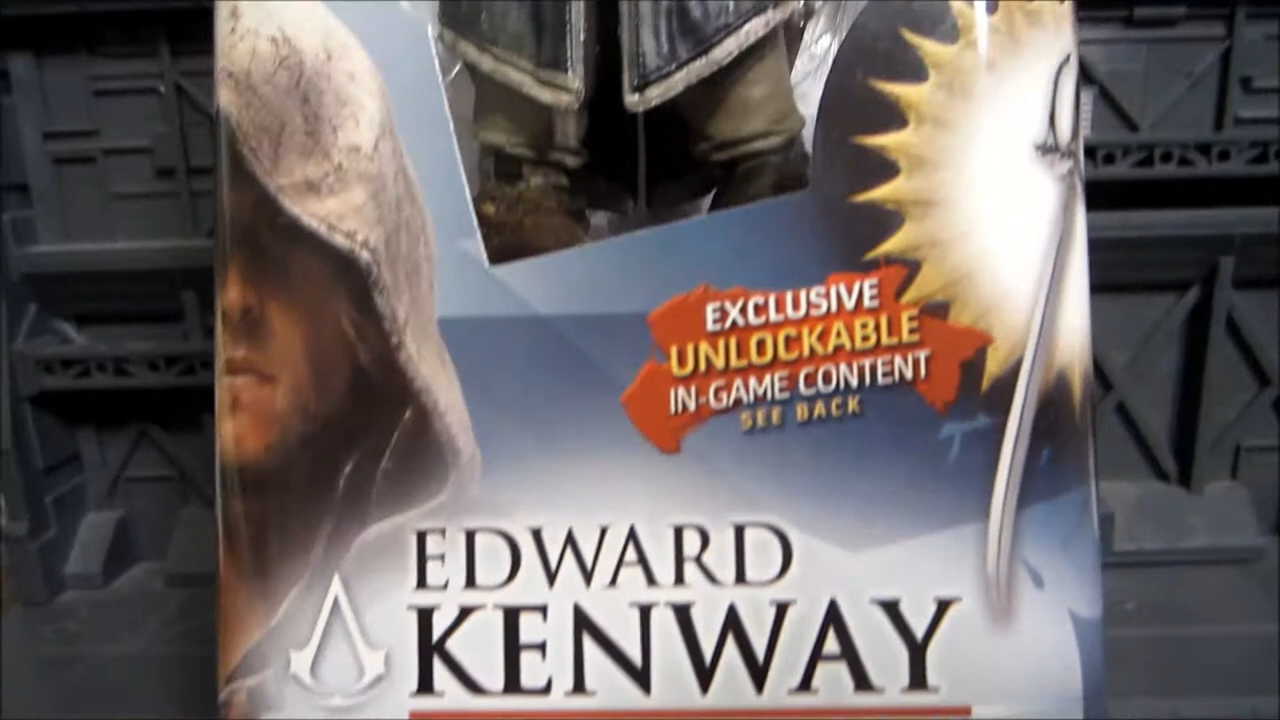 EXCLUSIVE
UNLOCKABLE
IN-GAME CONTENT
SEE BACK
EDWARD
KENWAY